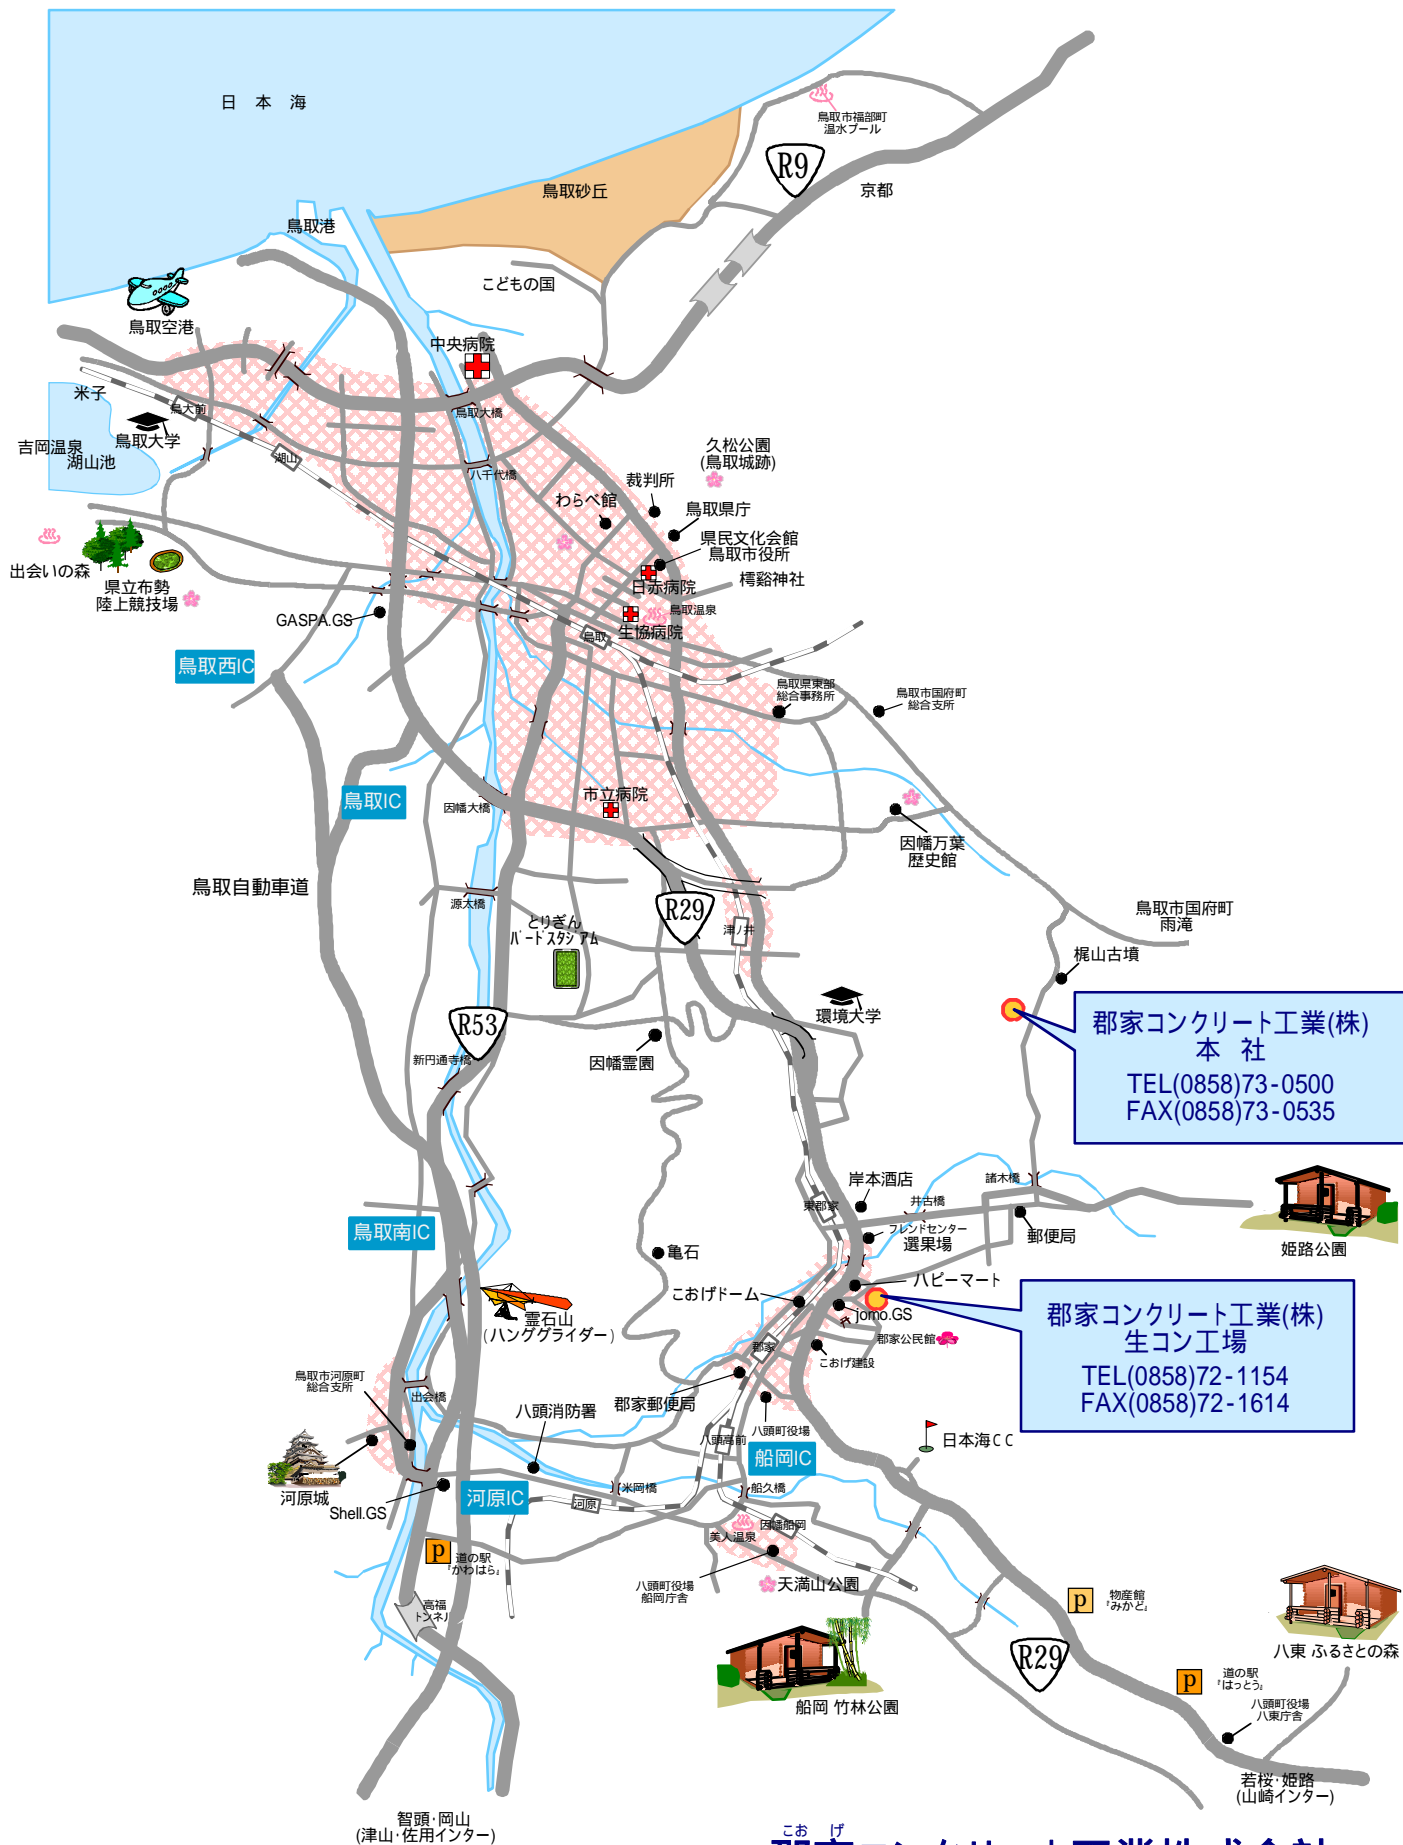 日 本 海
鳥取市福部町
温水プール
R9
京都
鳥取砂丘
鳥取港
こどもの国
鳥取空港
中央病院
米子
鳥大前
鳥取大橋
鳥取大学
吉岡温泉
湖山池
湖山
八千代橋
久松公園
(鳥取城跡)
裁判所
わらべ館
鳥取県庁
県民文化会館
鳥取市役所
出会いの森
県立布勢
陸上競技場
日赤病院
樗谿神社
鳥取温泉
GASPA.GS
鳥取
生協病院
鳥取西IC
鳥取県東部
総合事務所
鳥取市国府町
総合支所
鳥取IC
因幡大橋
市立病院
因幡万葉
歴史館
鳥取自動車道
源太橋
R29
とりぎん
バードスタジアム
津ノ井
鳥取市国府町
雨滝
梶山古墳
環境大学
郡家コンクリート工業(株)
本 社
TEL(0858)73-0500
FAX(0858)73-0535
R53
新円通寺橋
因幡霊園
岸本酒店
諸木橋
井古橋
東郡家
フレンドセンター
選果場
郵便局
姫路公園
鳥取南IC
亀石
ハピーマート
こおげドーム
jomo.GS
霊石山
(ハンググライダー)
郡家コンクリート工業(株)
生コン工場
TEL(0858)72-1154
FAX(0858)72-1614
郡家
郡家公民館
こおげ建設
鳥取市河原町
総合支所
出会橋
郡家郵便局
八頭消防署
八頭町役場
八頭高前
日本海CC
船岡IC
河原城
Shell.GS
河原IC
河原
米岡橋
船久橋
因幡船岡
美人温泉
p
道の駅
『かわはら』
八頭町役場
船岡庁舎
天満山公園
高福
トンネル
p
物産館
『みかど』
八東 ふるさとの森
R29
船岡 竹林公園
p
道の駅
『はっとう』
八頭町役場
八東庁舎
若桜・姫路
(山崎インター)
智頭・岡山
(津山・佐用インター)
こお げ
郡家コンクリート工業株式会社